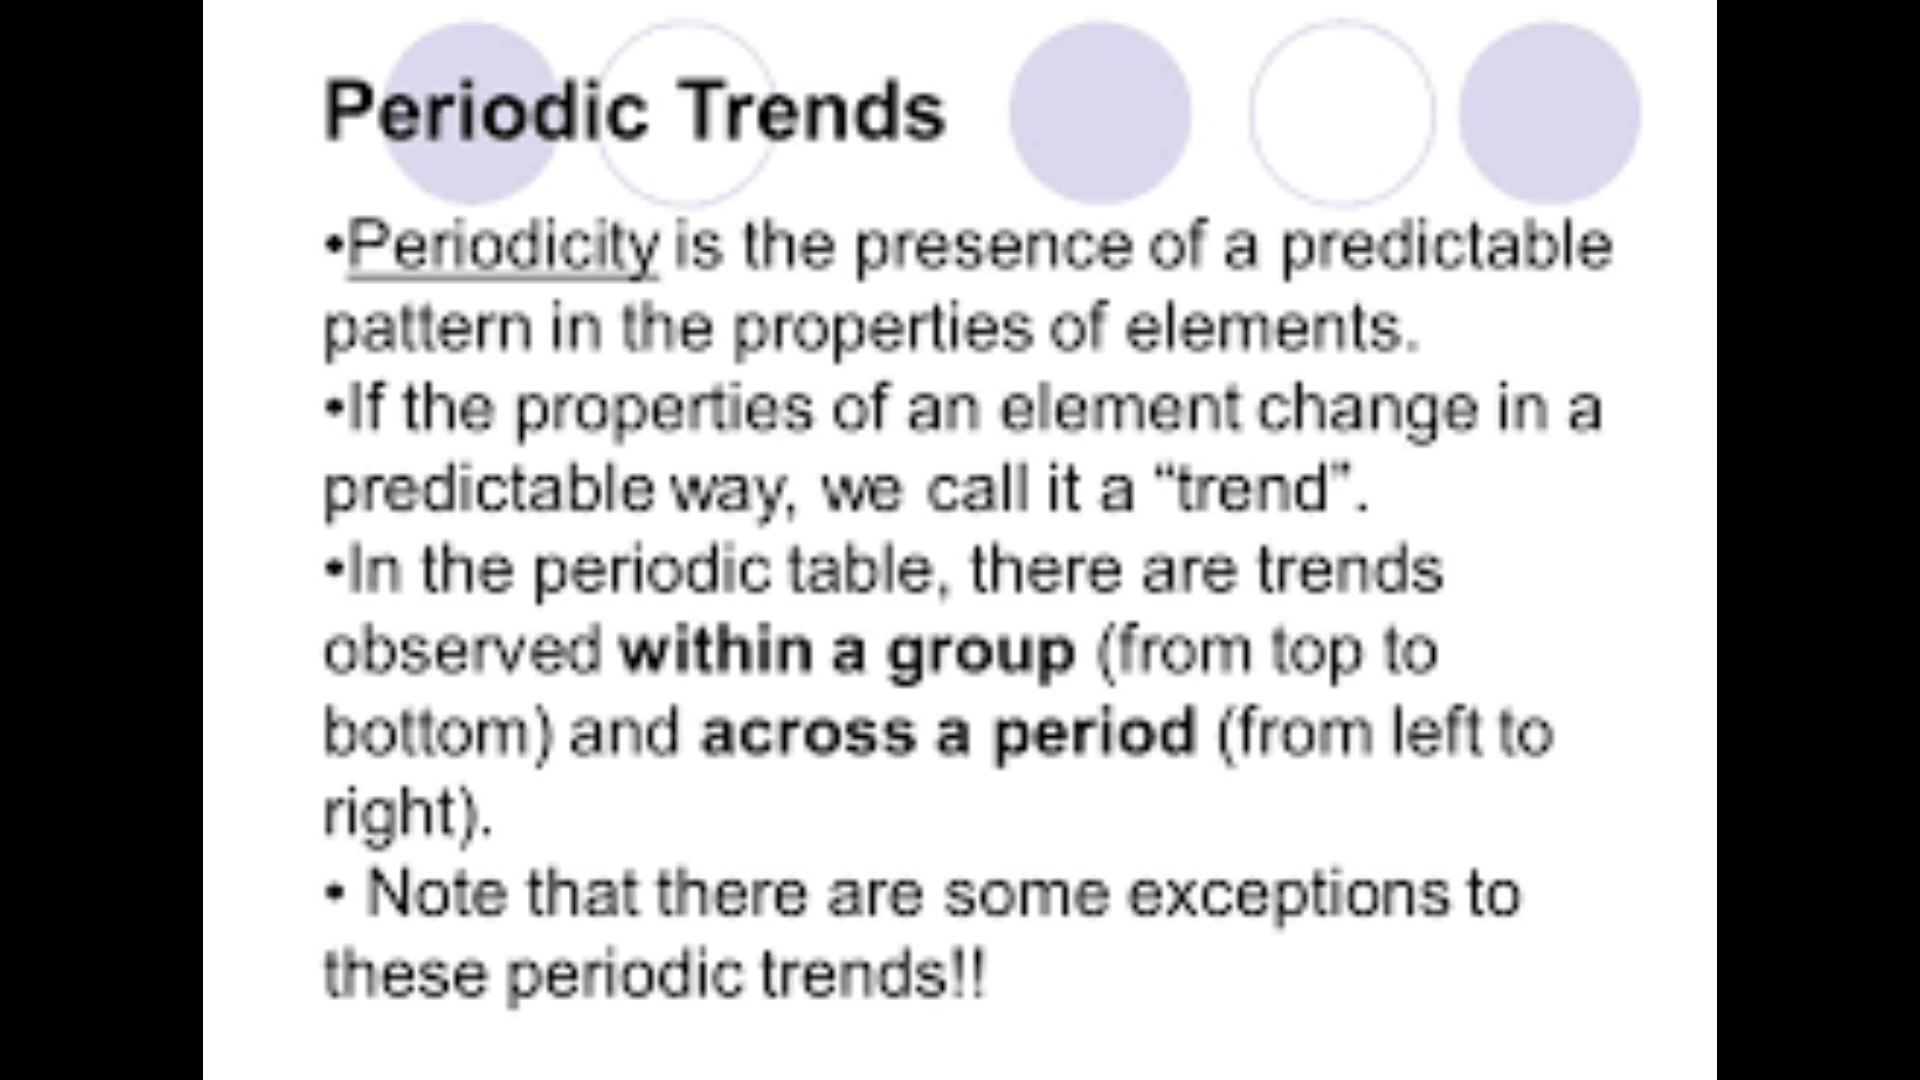 Periodic Trends
•Periodicity is the presence of a predictable
pattern in the properties of elements.
•If the properties of an element change in a
predictable way, we call it a “trend”.
•In the periodic table, there are trends
observed within a group (from top to
bottom) and across a period (from left to
right).
• Note that there are some exceptions to
these periodic trends!!